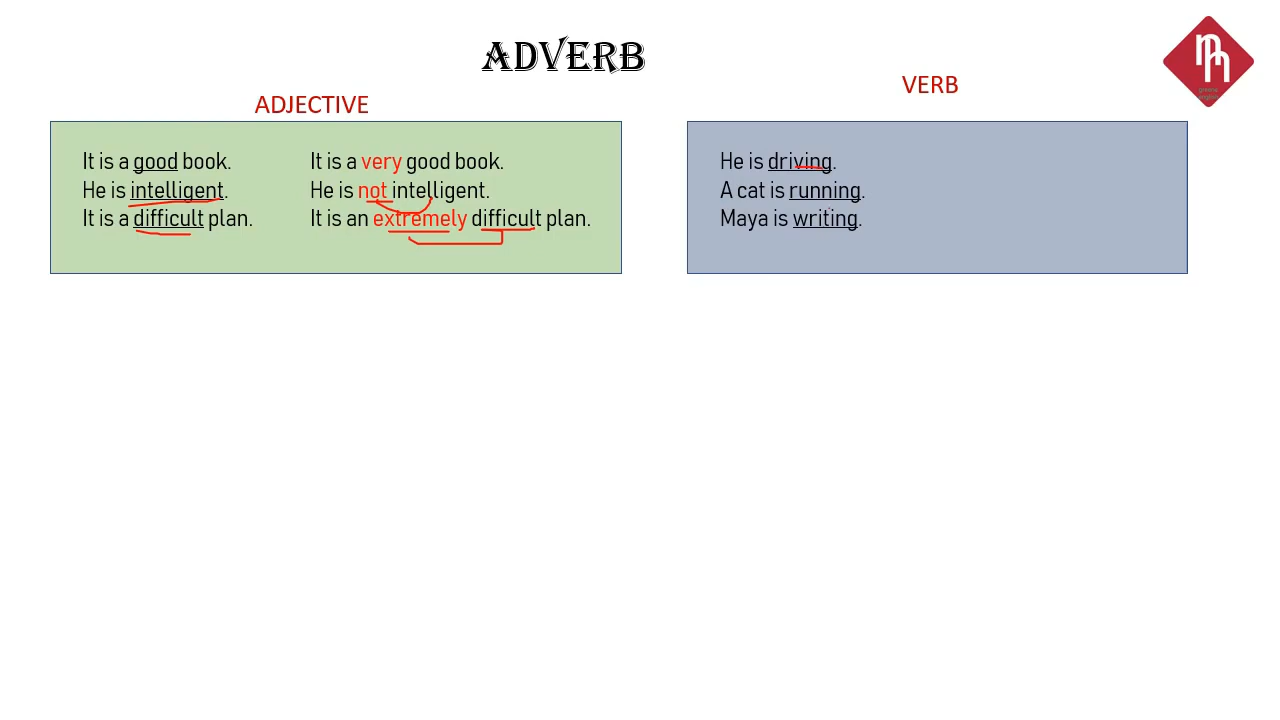 ADVERB
ADJECTIVE
It is a good book.
He is intelligent.
It is a difficult plan.
It is a very good book.
He is not intelligent.
It is an extremely difficult plan.
VERB
He is driving.
A cat is running.
Maya is writing.